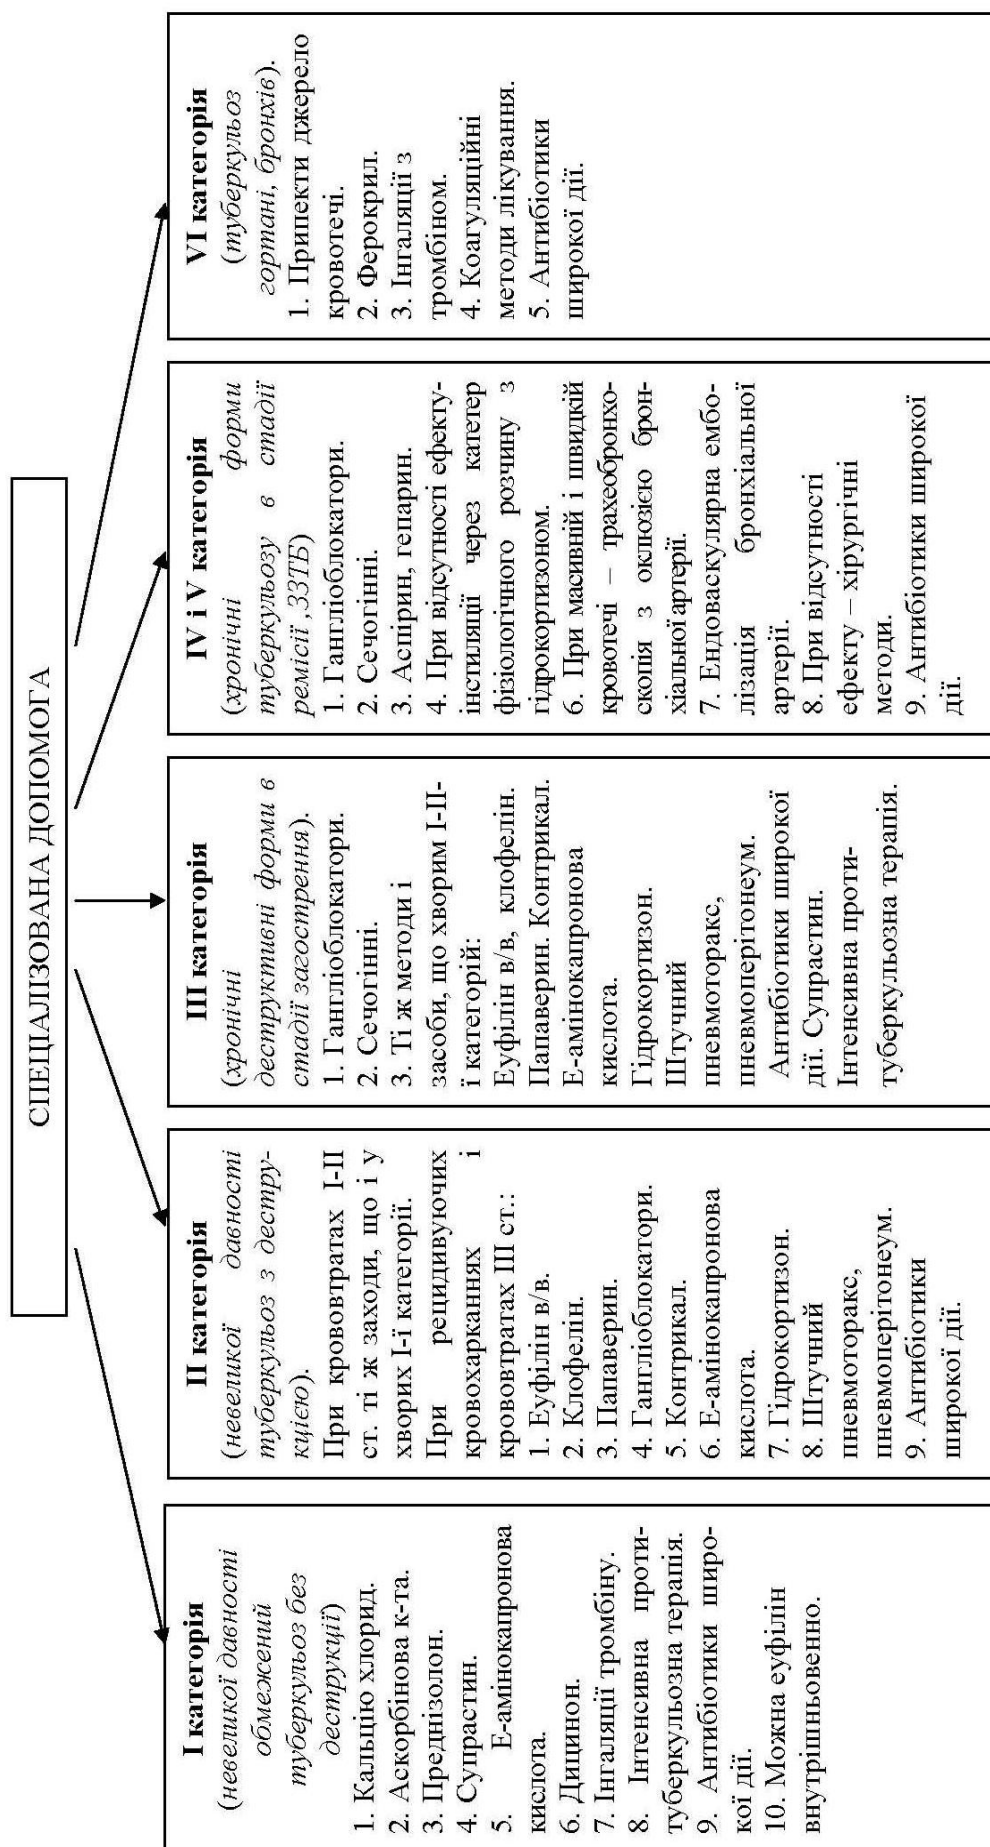 СПЕЦІАЛІЗОВАНА ДОПОМОГА
I категорія
(невеликої давності
обмежений
туберкульоз без
деструкції)
1. Кальцію хлорид.
2. Аскорбінова к-та.
3. Преднізолон.
4. Супрастин.
5. Е-амінокапронова
кислота.
6. Дицинон.
7. Інгаляції тромбіну.
8. Інтенсивна проти-
туберкульозна терапія.
9. Антибіотики широ-
кої дії.
10. Можна еуфілін
внутрішньовенно.
II категорія
(невеликої давності
туберкульоз з дестру-
кцією).
При крововтратах I-II
ст. ті ж заходи, що і у
хворих I-ї категорії.
При рецидивуючих
кровохарканнях і
крововтратах III ст.:
1. Еуфілін в/в.
2. Клофелін.
3. Папаверин.
4. Гангліоблокатори.
5. Контрикал.
6. Е-амінокапронова
кислота.
7. Гідрокортизон.
8. Штучний
пневмоторакс,
пневмоперітонеум.
9. Антибіотики
широкої дії.
III категорія
(хронічні
деструктивні форми в
стадії загострення).
1. Гангліоблокатори.
2. Сечогінні.
3. Ті ж методи і
засоби, що хворим I-II-
ї категорій:
Еуфілін в/в, клофелін.
Папаверин. Контрикал.
Е-амінокапронова
кислота.
Гідрокортизон.
Штучний
пневмоторакс,
пневмоперітонеум.
Антибіотики широкої
дії. Супрастин.
Інтенсивна проти-
туберкульозна терапія.
IV і V категорія
(хронічні форми
туберкульозу в стадії
ремісії ,ЗЗТБ)
1. Гангліоблокатори.
2. Сечогінні.
3. Аспірин, гепарин.
4. При відсутності ефекту-
інстиляції через катетер
фізіологічного розчину з
гідрокортизоном.
6. При масивній і швидкій
кровотечі – трахеобронхо-
скопія з оклюзією брон-
хіальної артерії.
7. Ендоваскулярна ембо-
лізація бронхіальної
артерії.
8. При відсутності
ефекту – хірургічні
методи.
9. Антибіотики широкої
дії.
VI категорія
(туберкульоз
гортані, бронхів).
1. Припекти джерело
кровотечі.
2. Ферокрил.
3. Інгаляції з
тромбіном.
4. Коагуляційні
методи лікування.
5. Антибіотики
широкої дії.